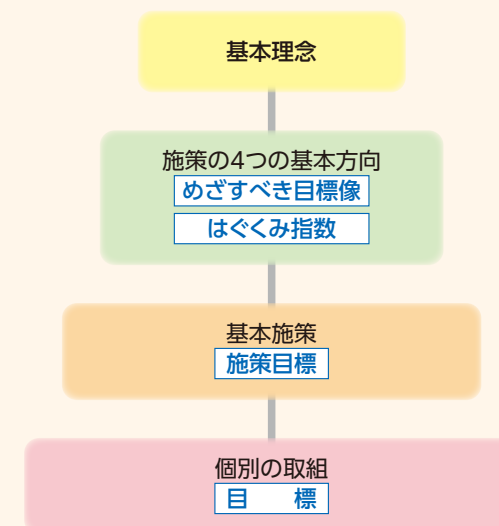 基本理念
施策の4つの基本方向
めざすべき目標像
はぐくみ指数
基本施策
施策目標
個別の取組
目　　標